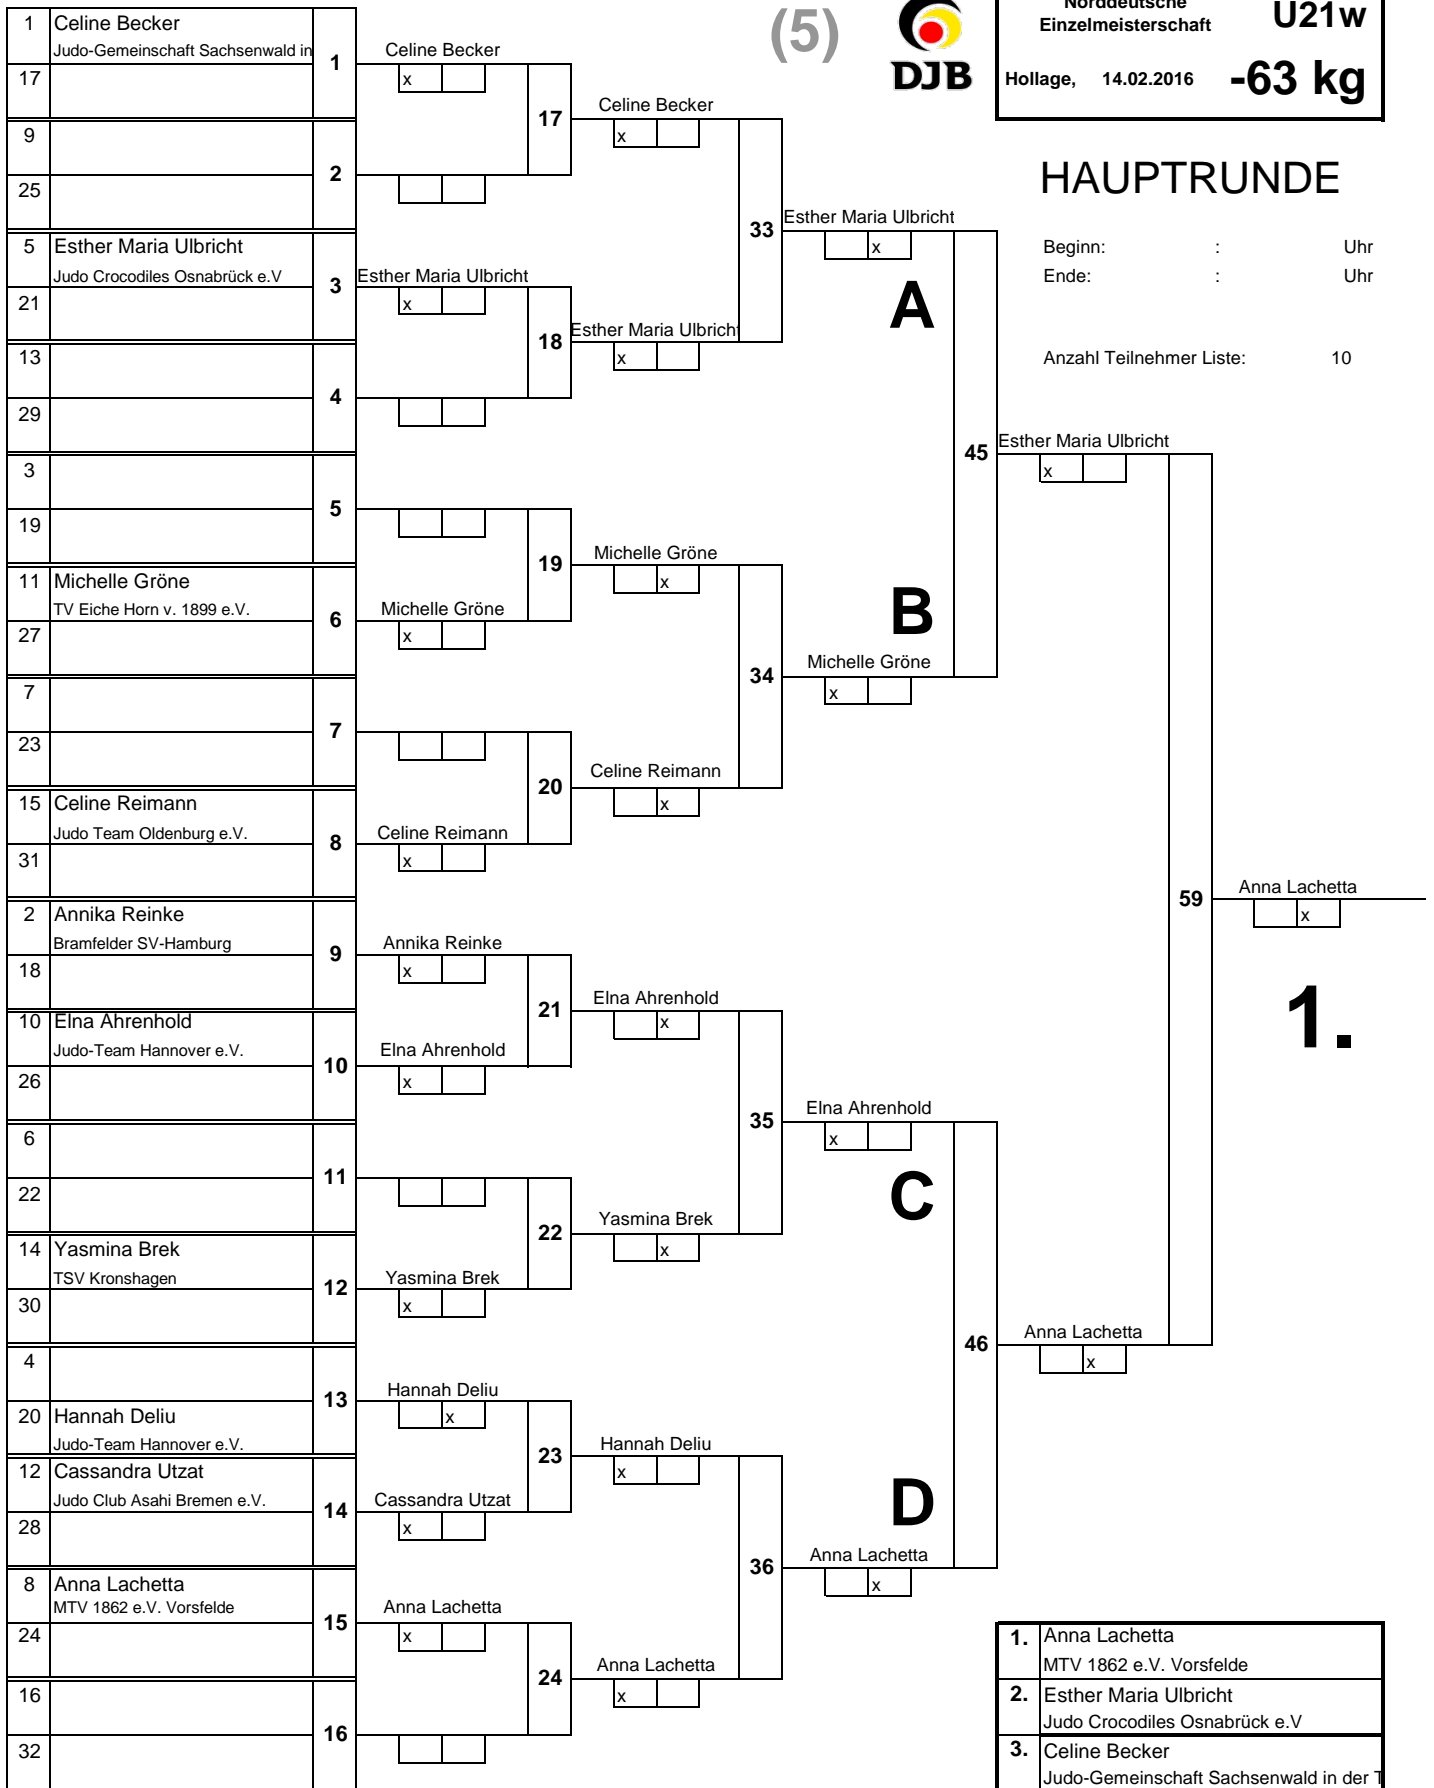 (5)
DJB
Norddeutsche
Einzelmeisterschaft
U21w
Hollage, 14.02.2016
-63 kg
HAUPTRUNDE
Beginn: : Uhr
Ende: : Uhr
Anzahl Teilnehmer Liste: 10
1 Celine Becker
Judo-Gemeinschaft Sachsenwald in
17
1
9
25
2
5 Esther Maria Ulbricht
Judo Crocodiles Osnabrück e.V
21
3
13
29
4
3
19
5
11 Michelle Gröne
TV Eiche Horn v. 1899 e.V.
27
6
7
23
7
15 Celine Reimann
Judo Team Oldenburg e.V.
31
8
2 Annika Reinke
Bramfelder SV-Hamburg
18
9
10 Elna Ahrenhold
Judo-Team Hannover e.V.
26
10
6
22
11
14 Yasmina Brek
TSV Kronshagen
30
12
4
20 Hannah Deliu
Judo-Team Hannover e.V.
13
12 Cassandra Utzat
Judo Club Asahi Bremen e.V.
28
14
8 Anna Lachetta
MTV 1862 e.V. Vorsfelde
24
15
16
32
16
Celine Becker
x
17
Esther Maria Ulbricht
x
18
19
Michelle Gröne
x
20
Celine Reimann
x
Annika Reinke
x
21
Elna Ahrenhold
x
22
Yasmina Brek
x
Hannah Deliu
x
23
Cassandra Utzat
x
Anna Lachetta
x
24
Celine Becker
x
33
Esther Maria Ulbricht
x
Michelle Gröne
x
34
Celine Reimann
x
Elna Ahrenhold
x
35
Yasmina Brek
x
Hannah Deliu
x
36
Anna Lachetta
x
Esther Maria Ulbricht
x
A
45
B
Michelle Gröne
x
Elna Ahrenhold
x
C
46
D
Anna Lachetta
x
Esther Maria Ulbricht
x
59
Anna Lachetta
x
Anna Lachetta
x
1.
1. Anna Lachetta
MTV 1862 e.V. Vorsfelde
2. Esther Maria Ulbricht
Judo Crocodiles Osnabrück e.V
3. Celine Becker
Judo-Gemeinschaft Sachsenwald in der T